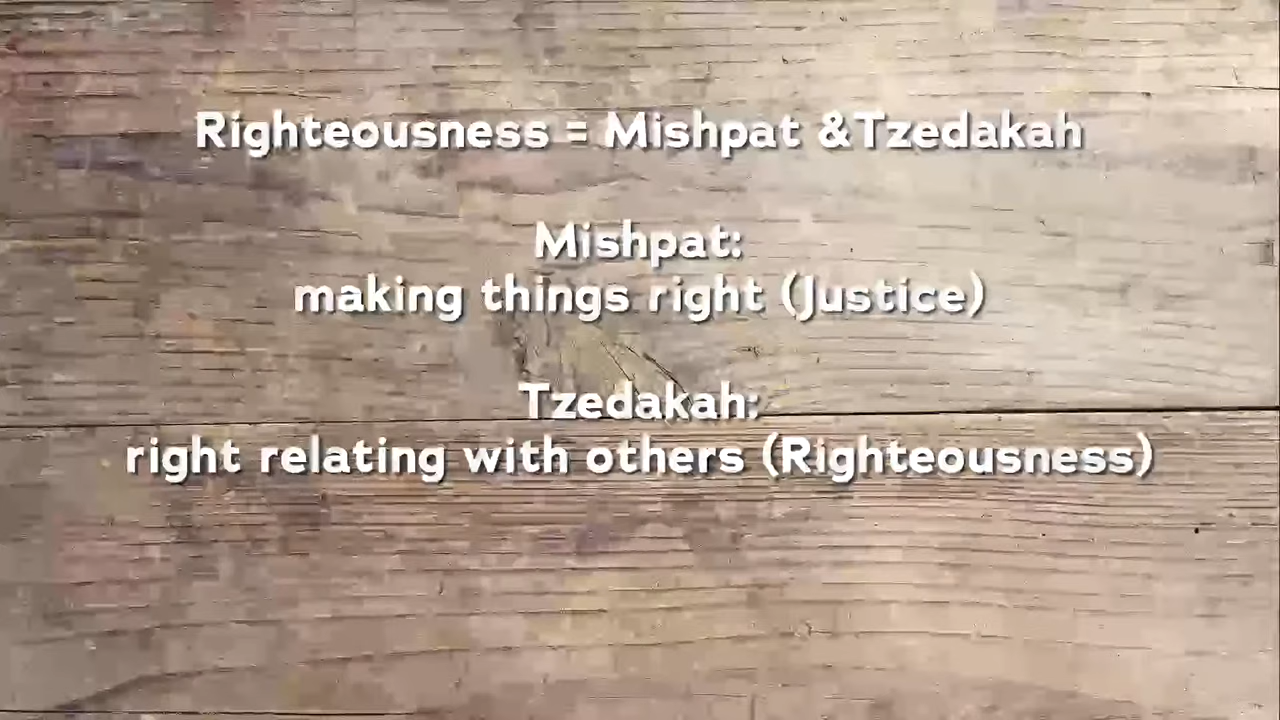 Righteousness = Mishpat &Tzedakah
Mishpat:
making things right (Justice)
Tzedakah:
right relating with others (Righteousness)